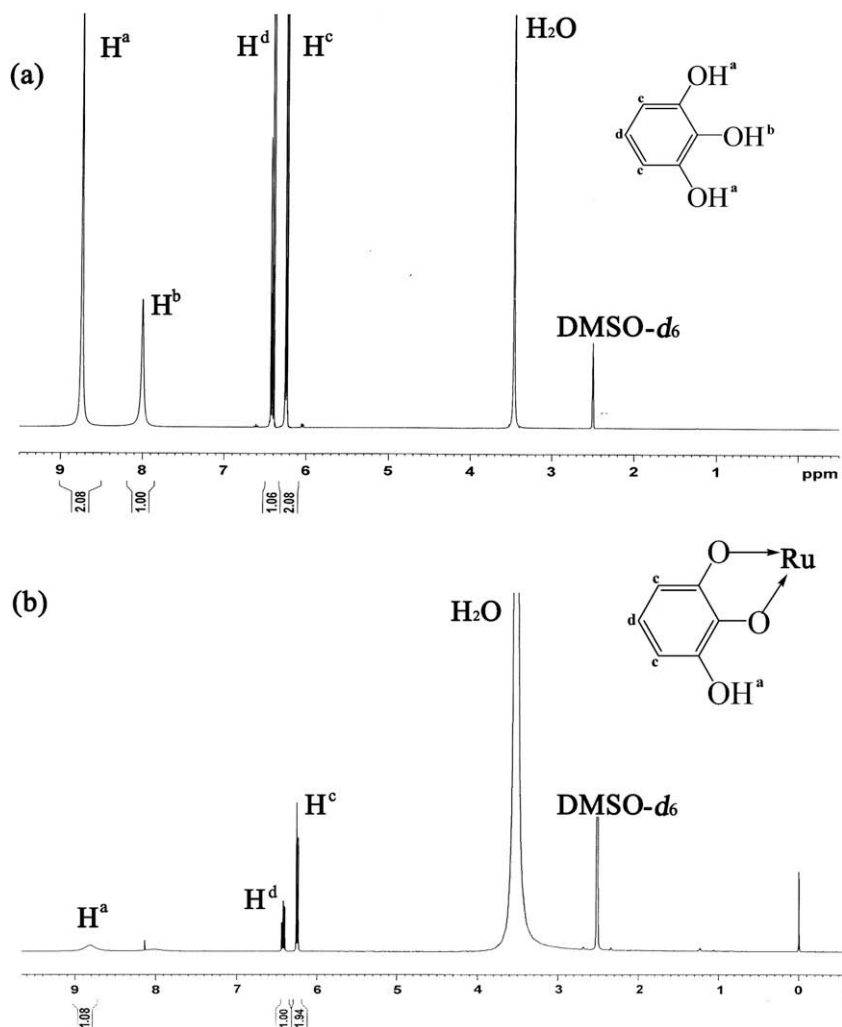 (a)
Hᵃ
Hᵇ
Hᵈ
Hᶜ
H₂O
DMSO-d₆
OHᵃ
c
d
OHᵇ
c
OHᵃ
9 8 7 6 5 4 3 2 1 ppm
2.08 1.00 1.06 2.08
(b)
Hᵃ
Hᵈ
Hᶜ
H₂O
DMSO-d₆
O Ru
c
d
O
c
OHᵃ
9 8 7 6 5 4 3 2 1 0
1.08 1.00 1.94